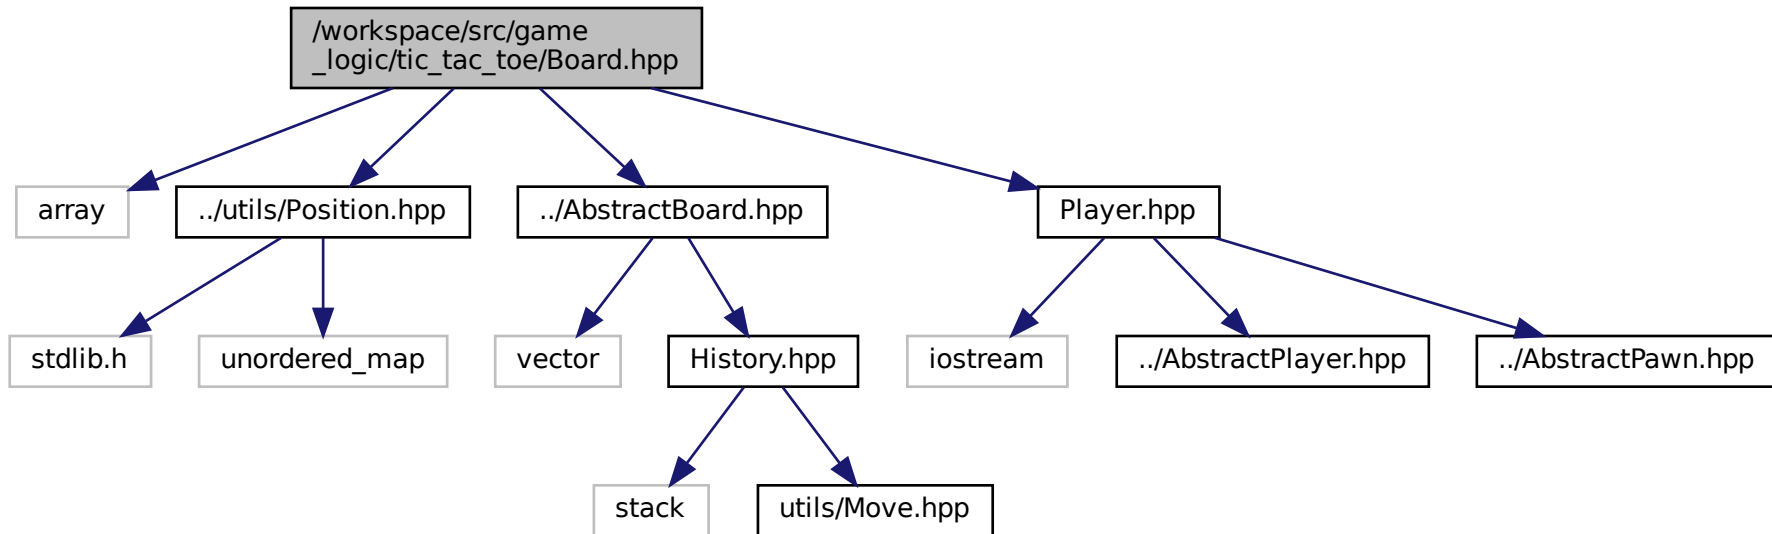 /workspace/src/game
_logic/tic_tac_toe/Board.hpp
array
../utils/Position.hpp
../AbstractBoard.hpp
Player.hpp
stdlib.h
unordered_map
vector
History.hpp
iostream
../AbstractPlayer.hpp
../AbstractPawn.hpp
stack
utils/Move.hpp